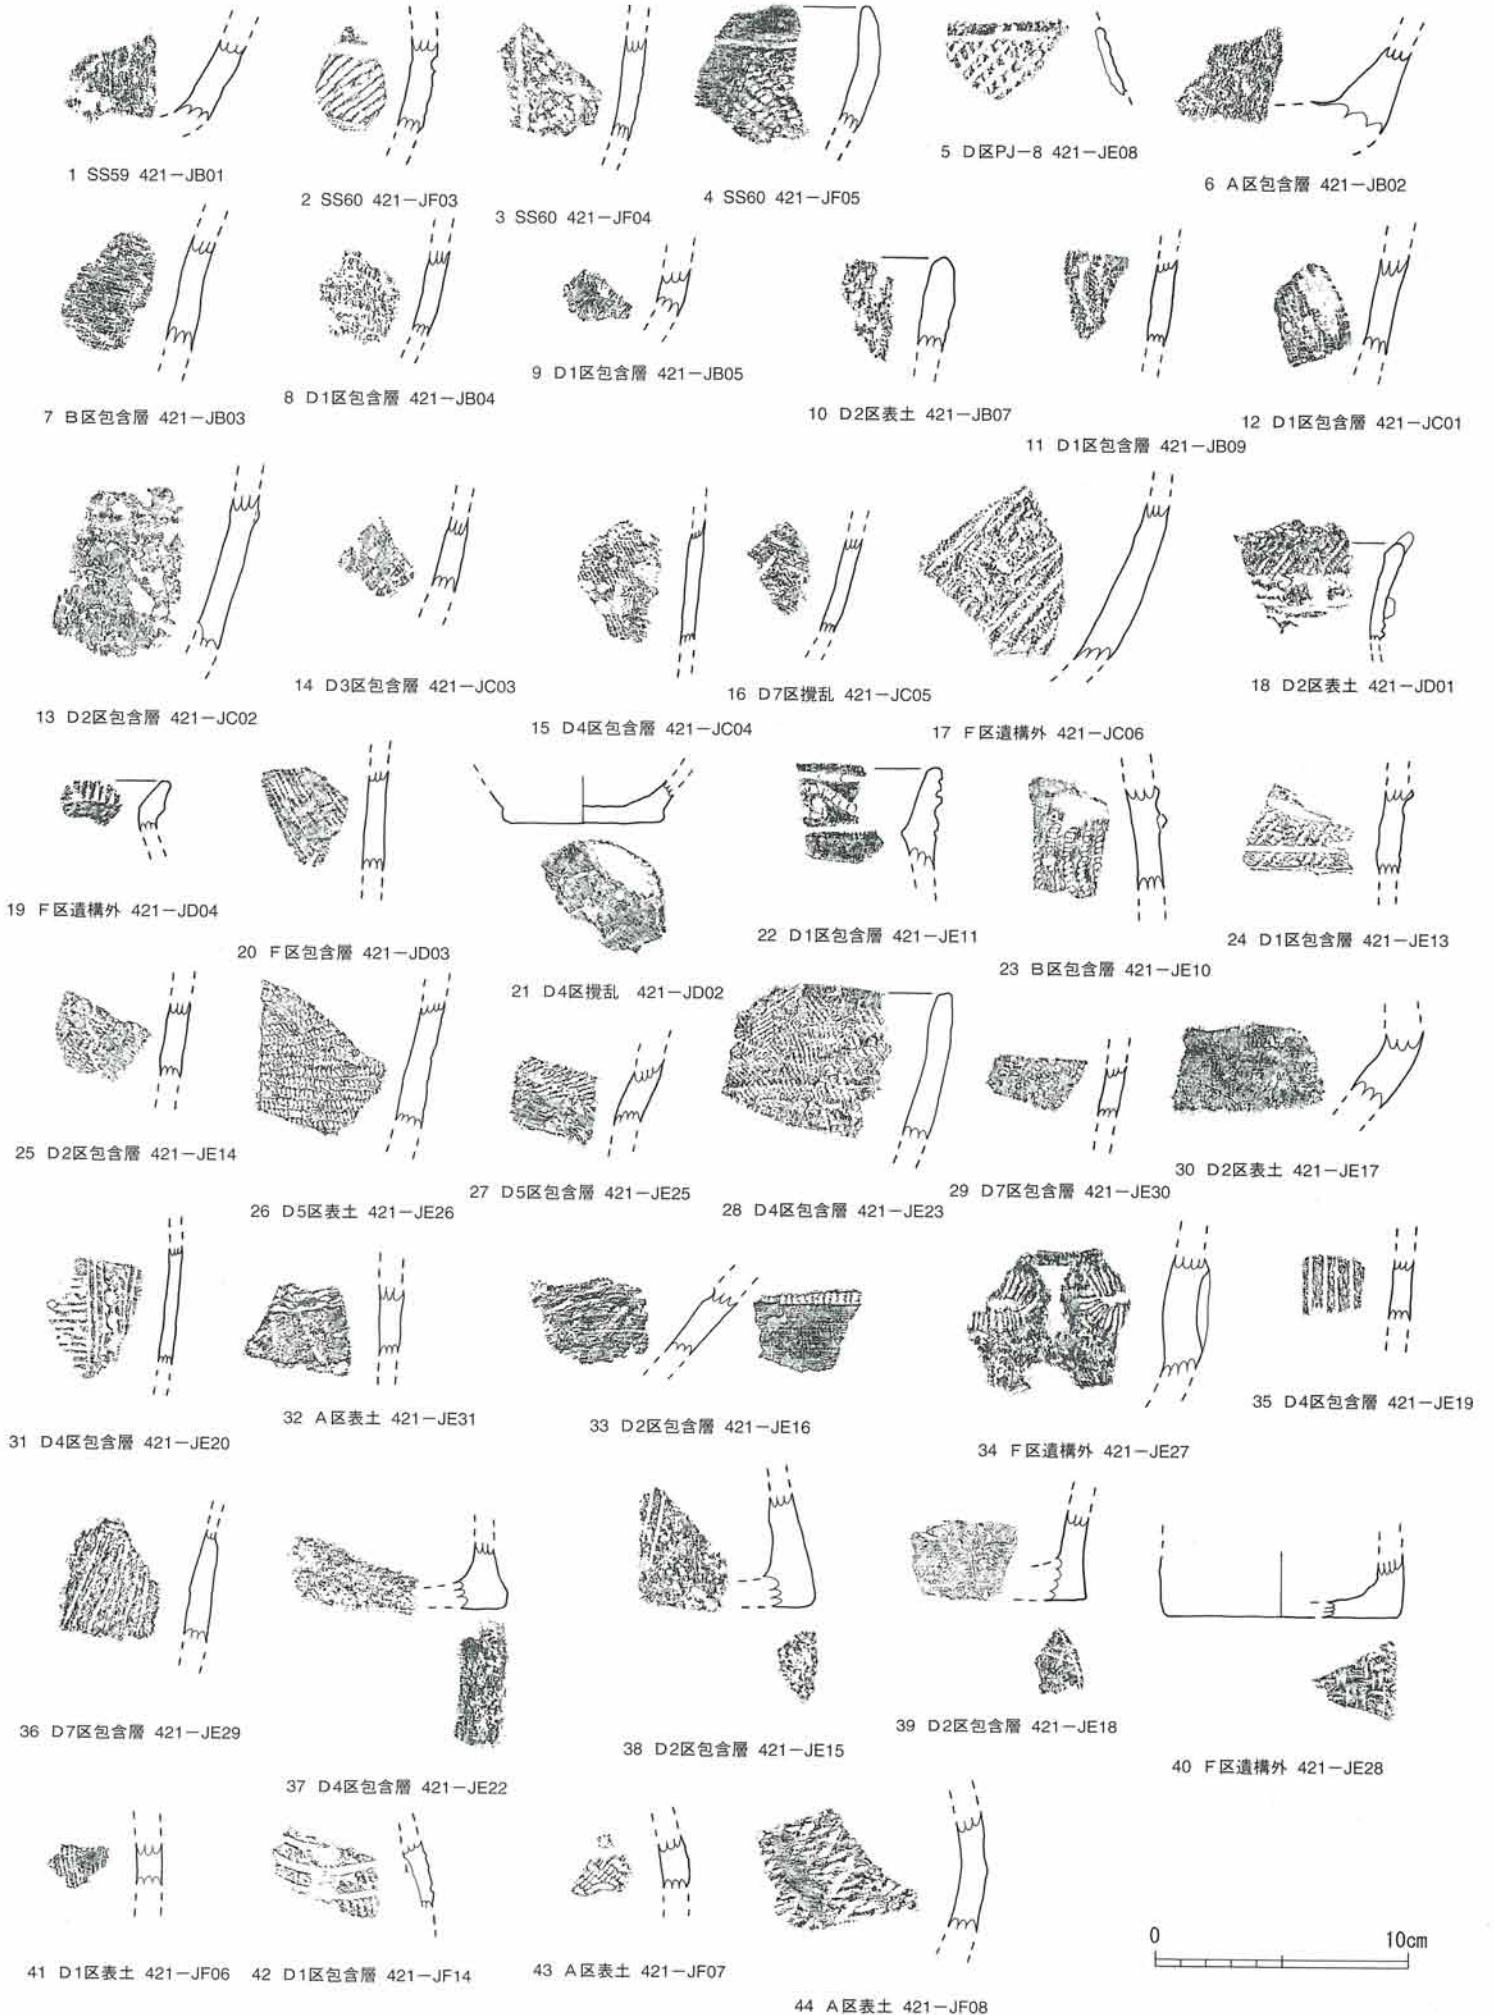 1 SS59 421-JB01
2 SS60 421-JF03
3 SS60 421-JF04
4 SS60 421-JF05
5 D区PJ-8 421-JE08
6 A区包含層 421-JB02
7 B区包含層 421-JB03
8 D1区包含層 421-JB04
9 D1区包含層 421-JB05
10 D2区表土 421-JB07
11 D1区包含層 421-JB09
12 D1区包含層 421-JC01
13 D2区包含層 421-JC02
14 D3区包含層 421-JC03
15 D4区包含層 421-JC04
16 D7区攪乱 421-JC05
17 F区遺構外 421-JC06
18 D2区表土 421-JD01
19 F区遺構外 421-JD04
20 F区包含層 421-JD03
21 D4区攪乱 421-JD02
22 D1区包含層 421-JE11
23 B区包含層 421-JE10
24 D1区包含層 421-JE13
25 D2区包含層 421-JE14
26 D5区表土 421-JE26
27 D5区包含層 421-JE25
28 D4区包含層 421-JE23
29 D7区包含層 421-JE30
30 D2区表土 421-JE17
31 D4区包含層 421-JE20
32 A区表土 421-JE31
33 D2区包含層 421-JE16
34 F区遺構外 421-JE27
35 D4区包含層 421-JE19
36 D7区包含層 421-JE29
37 D4区包含層 421-JE22
38 D2区包含層 421-JE15
39 D2区包含層 421-JE18
40 F区遺構外 421-JE28
41 D1区表土 421-JF06
42 D1区包含層 421-JF14
43 A区表土 421-JF07
44 A区表土 421-JF08
0 10cm